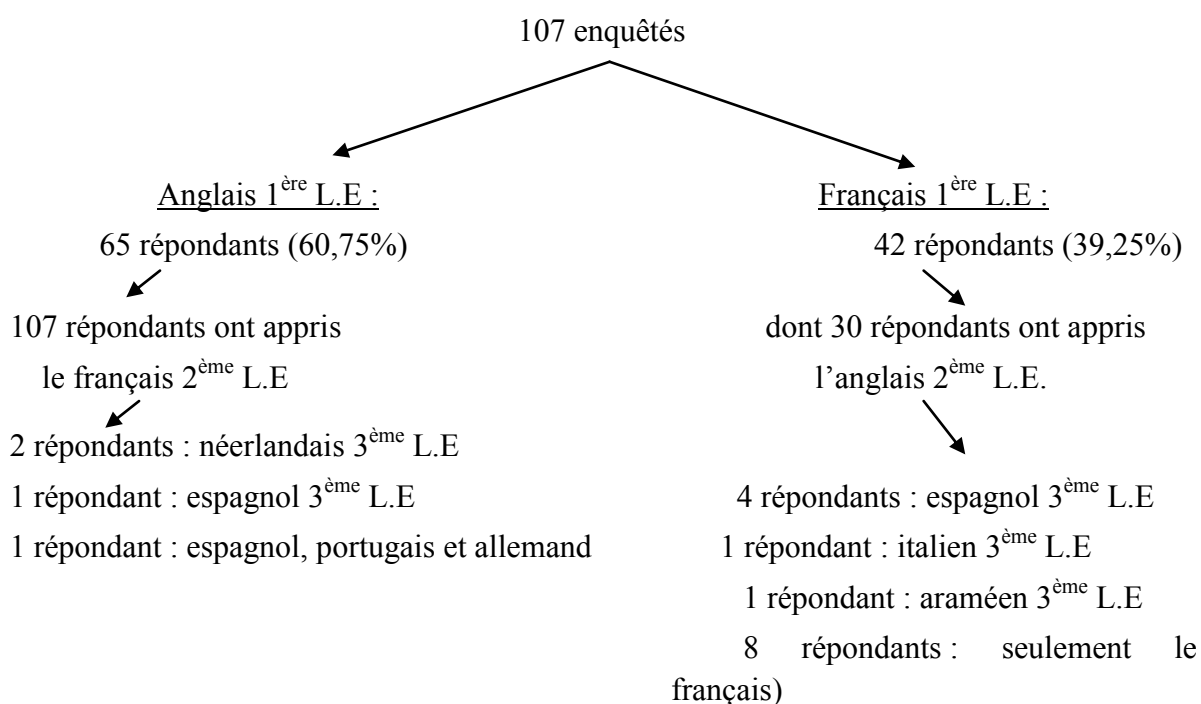 107 enquêtés
Anglais 1ère L.E :
65 répondants (60,75%)
107 répondants ont appris
le français 2ème L.E
2 répondants : néerlandais 3ème L.E
1 répondant : espagnol 3ème L.E
1 répondant : espagnol, portugais et allemand
Français 1ère L.E :
42 répondants (39,25%)
dont 30 répondants ont appris
l’anglais 2ème L.E.
4 répondants : espagnol 3ème L.E
1 répondant : italien 3ème L.E
1 répondant : araméen 3ème L.E
8 répondants : seulement le
français)